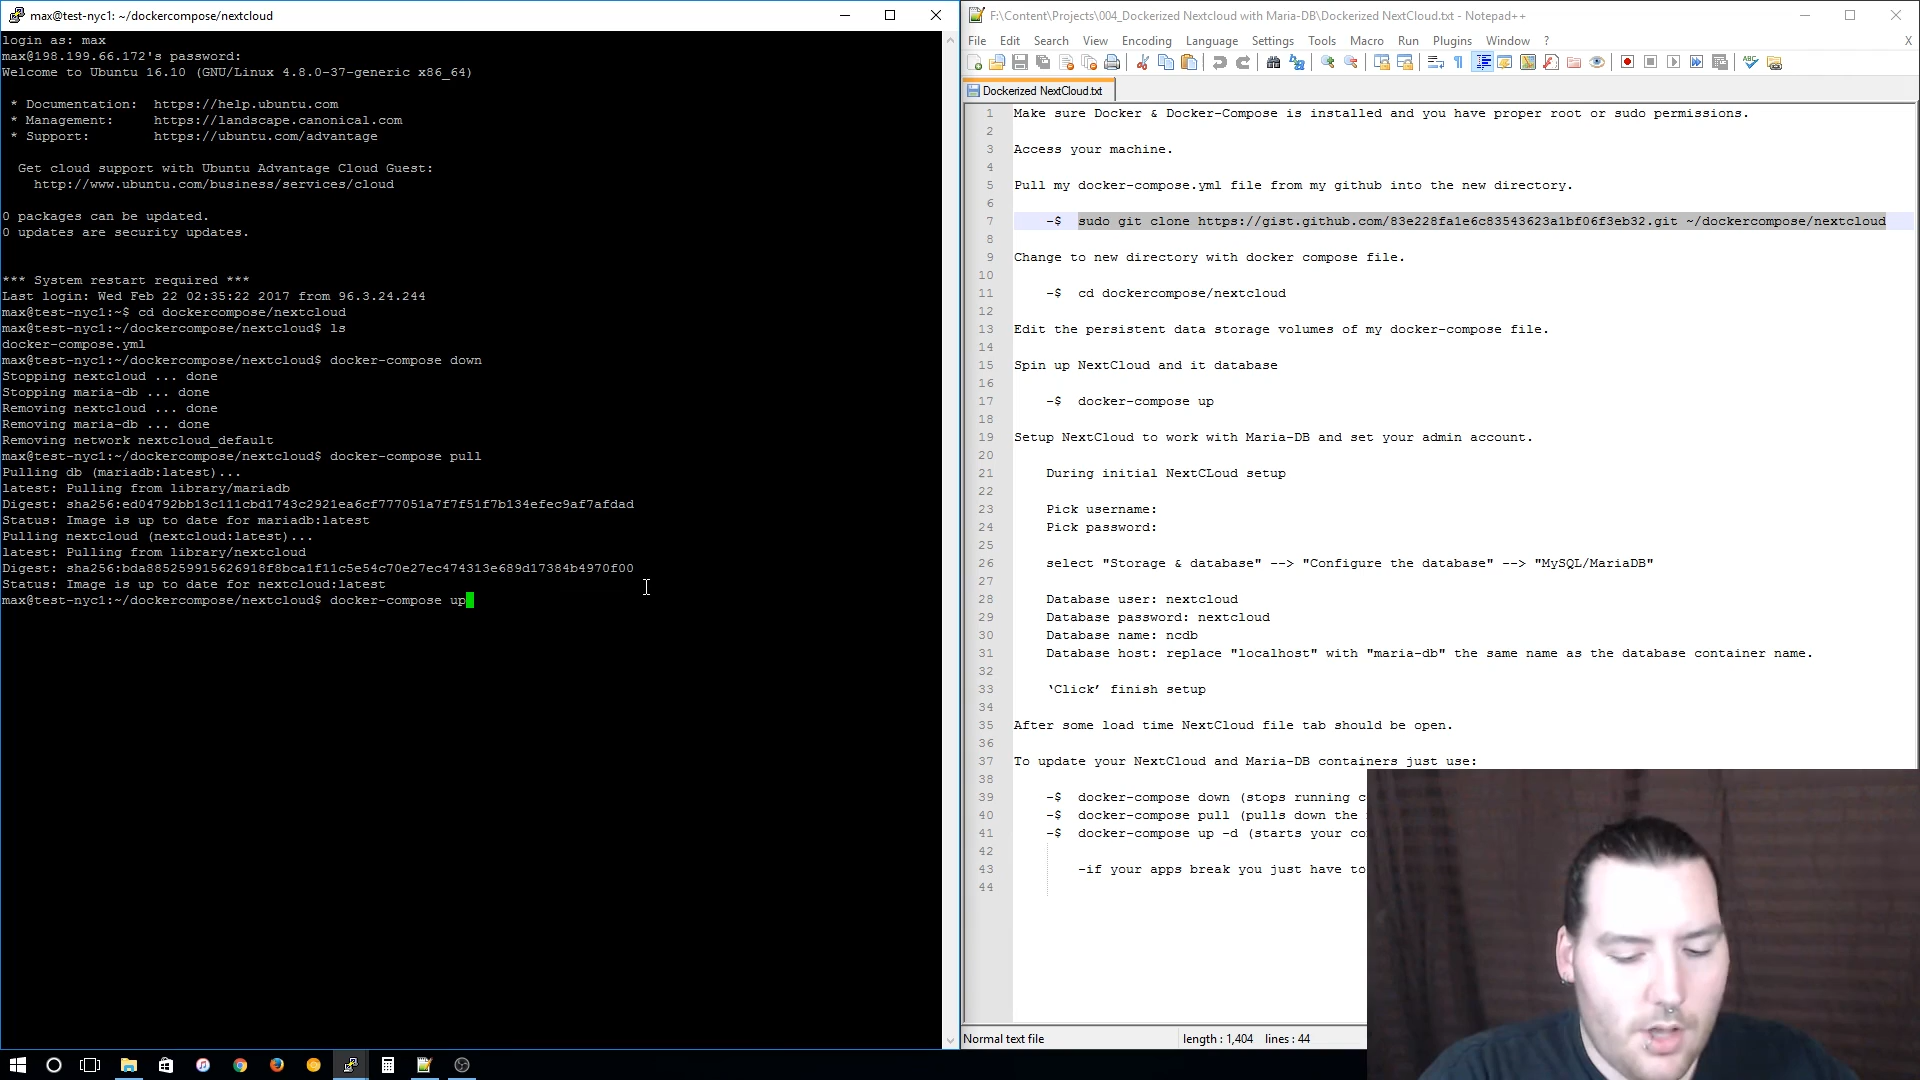 max@test-nyc1: ~/dockercompose/nextcloud
login as: max
max@198.199.66.172's password:
Welcome to Ubuntu 16.10 (GNU/Linux 4.8.0-37-generic x86_64)
* Documentation:  https://help.ubuntu.com
* Management:     https://landscape.canonical.com
* Support:        https://ubuntu.com/advantage
Get cloud support with Ubuntu Advantage Cloud Guest:
http://www.ubuntu.com/business/services/cloud
0 packages can be updated.
0 updates are security updates.
*** System restart required ***
Last login: Wed Feb 22 02:35:22 2017 from 96.3.24.244
max@test-nyc1:~$ cd dockercompose/nextcloud
max@test-nyc1:~/dockercompose/nextcloud$ ls
docker-compose.yml
max@test-nyc1:~/dockercompose/nextcloud$ docker-compose down
Stopping nextcloud ... done
Stopping maria-db ... done
Removing nextcloud ... done
Removing maria-db ... done
Removing network nextcloud_default
max@test-nyc1:~/dockercompose/nextcloud$ docker-compose pull
Pulling db (mariadb:latest)...
latest: Pulling from library/mariadb
Digest: sha256:ed04792bb13c111cbd1743c2921ea6cf777051a7f7f51f7b134efec9af7afdad
Status: Image is up to date for mariadb:latest
Pulling nextcloud (nextcloud:latest)...
latest: Pulling from library/nextcloud
Digest: sha256:bda885259915626918f8bca1f11c5e54c70e27ec474313e689d17384b4970f00
Status: Image is up to date for nextcloud:latest
max@test-nyc1:~/dockercompose/nextcloud$ docker-compose up
F:\Content\Projects\004_Dockerized Nextcloud with Maria-DB\Dockerized NextCloud.txt - Notepad++
File Edit Search View Encoding Language Settings Tools Macro Run Plugins Window ? X
Dockerized NextCloud.txt
1 Make sure Docker & Docker-Compose is installed and you have proper root or sudo permissions.
2
3 Access your machine.
4
5 Pull my docker-compose.yml file from my github into the new directory.
6
7 -$ sudo git clone https://gist.github.com/83e228fa1e6c83543623a1bf06f3eb32.git ~/dockercompose/nextcloud
8
9 Change to new directory with docker compose file.
10
11 -$ cd dockercompose/nextcloud
12
13 Edit the persistent data storage volumes of my docker-compose file.
14
15 Spin up NextCloud and it database
16
17 -$ docker-compose up
18
19 Setup NextCloud to work with Maria-DB and set your admin account.
20
21 During initial NextCLoud setup
22
23 Pick username:
24 Pick password:
25
26 select "Storage & database" --> "Configure the database" --> "MySQL/MariaDB"
27
28 Database user: nextcloud
29 Database password: nextcloud
30 Database name: ncdb
31 Database host: replace "localhost" with "maria-db" the same name as the database container name.
32
33 ‘Click’ finish setup
34
35 After some load time NextCloud file tab should be open.
36
37 To update your NextCloud and Maria-DB containers just use:
38
39 -$ docker-compose down (stops running c
40 -$ docker-compose pull (pulls down the
41 -$ docker-compose up -d (starts your co
42
43 -if your apps break you just have to
44
Normal text file length : 1,404 lines : 44